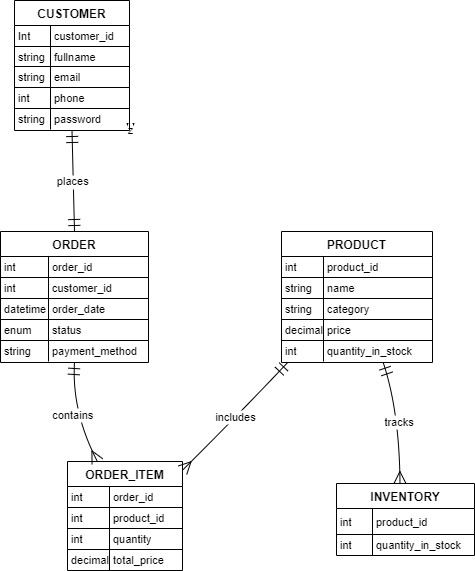 CUSTOMER
Int customer_id
string fullname
string email
int phone
string password
places
ORDER
int order_id
int customer_id
datetime order_date
enum status
string payment_method
PRODUCT
int product_id
string name
string category
decimal price
int quantity_in_stock
contains
includes
tracks
ORDER_ITEM
int order_id
int product_id
int quantity
decimal total_price
INVENTORY
int product_id
int quantity_in_stock